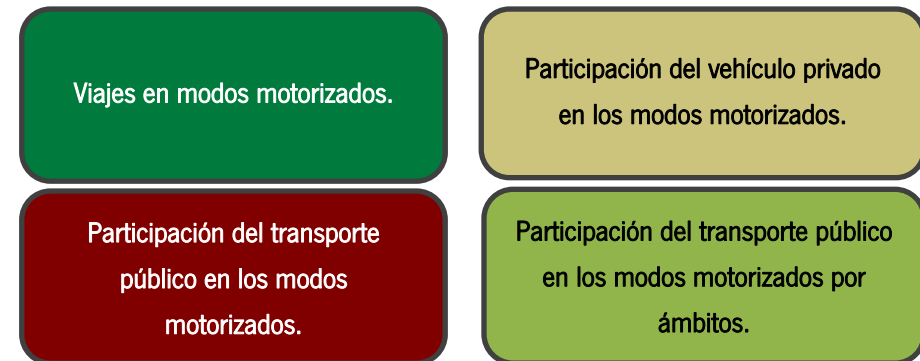 Viajes en modos motorizados.
Participación del vehículo privado
en los modos motorizados.
Participación del transporte
público en los modos
motorizados.
Participación del transporte público
en los modos motorizados por
ámbitos.